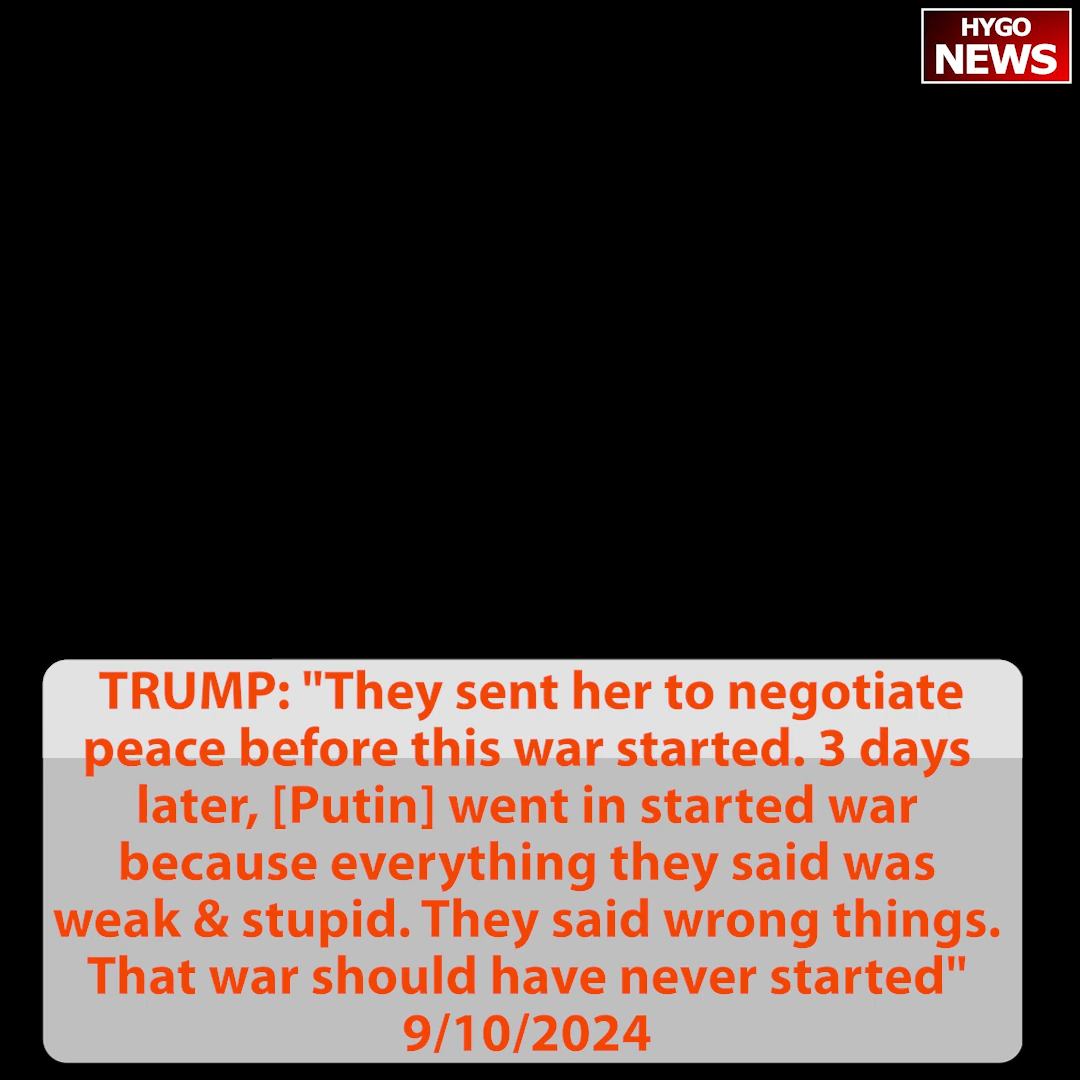 HYGO
NEWS
TRUMP: "They sent her to negotiate
peace before this war started. 3 days
later, [Putin] went in started war
because everything they said was
weak & stupid. They said wrong things.
That war should have never started"
9/10/2024